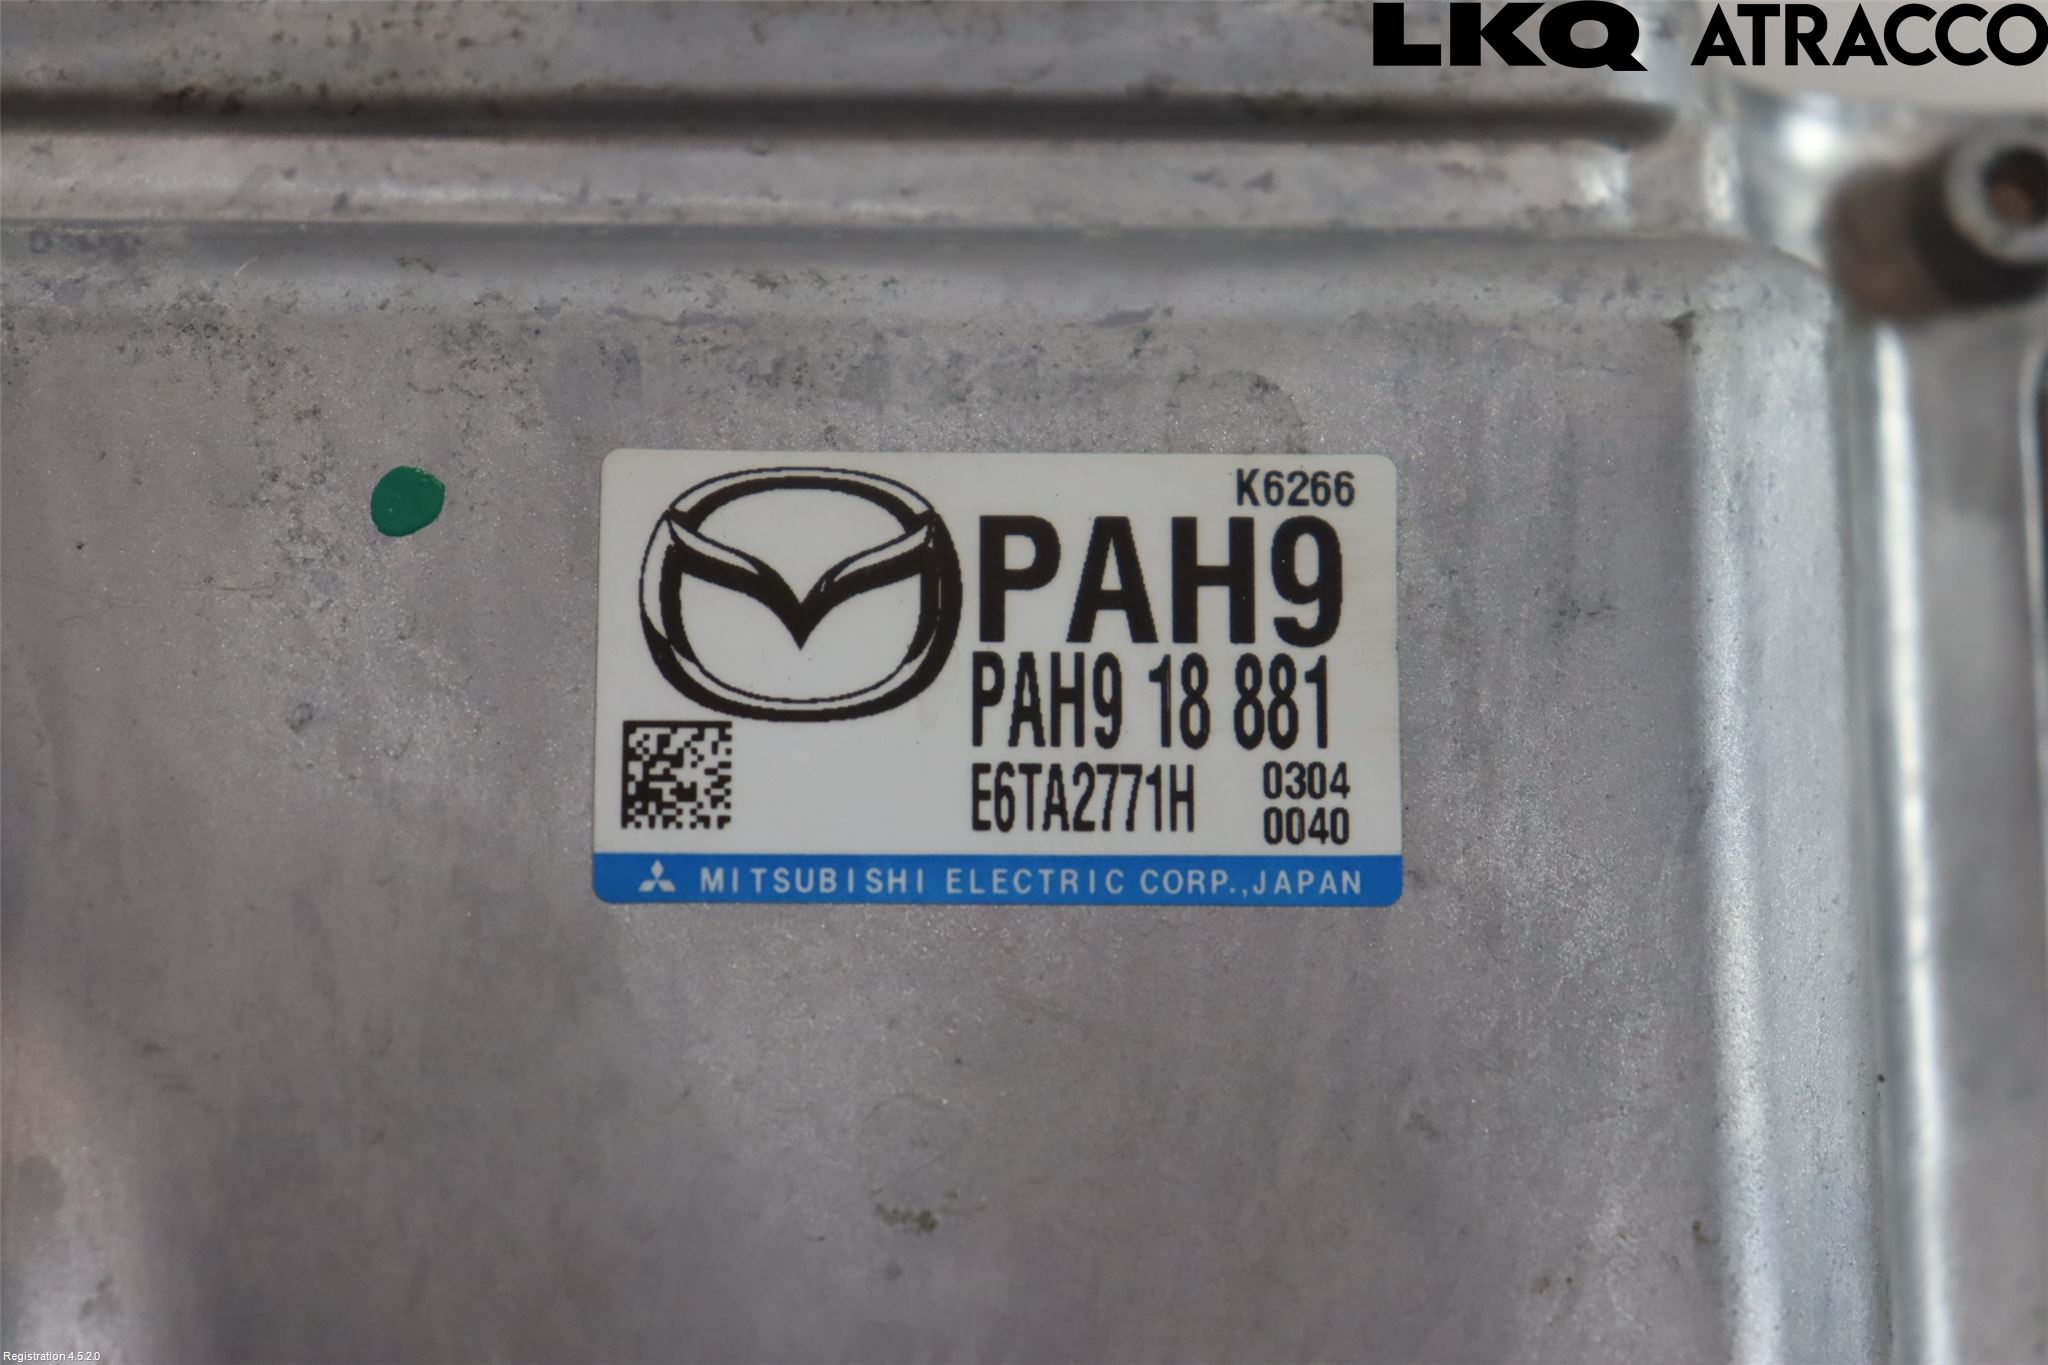 LKQ ATRACCO
K6266
PAH9
PAH9 18 881
E6TA2771H 0304
0040
MITSUBISHI ELECTRIC CORP.,JAPAN
Registration 4.5.2.0